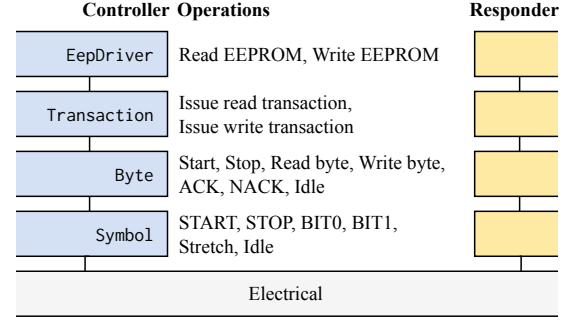 Controller Operations Responder
EepDriver Read EEPROM, Write EEPROM
Transaction Issue read transaction,
Issue write transaction
Byte Start, Stop, Read byte, Write byte,
ACK, NACK, Idle
Symbol START, STOP, BIT0, BIT1,
Stretch, Idle
Electrical